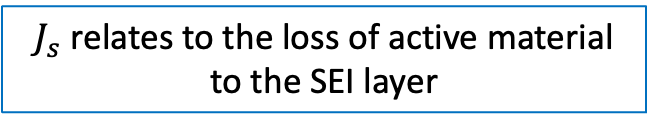 J_s relates to the loss of active material
to the SEI layer